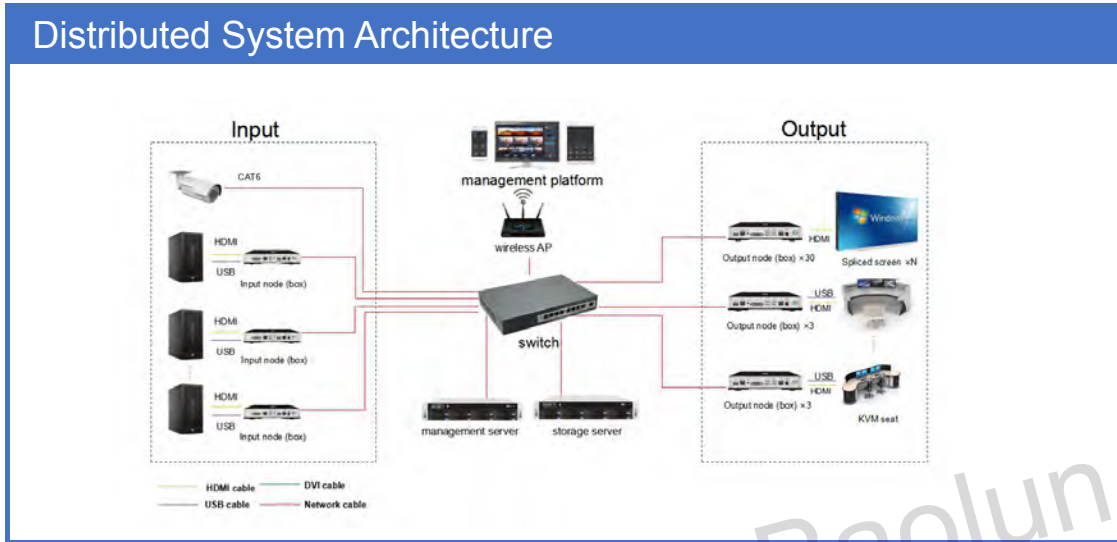 Distributed System Architecture
Input
Output
CAT6
management platform
wireless AP
HDMI
USB
Input node (box)
HDMI
USB
Input node (box)
HDMI
USB
Input node (box)
switch
management server
storage server
HDMI
Output node (box) ×30
Spliced screen ×N
Windows
USB
HDMI
Output node (box) ×3
USB
HDMI
Output node (box) ×3
KVM seat
HDMI cable
DVI cable
USB cable
Network cable
Baolun